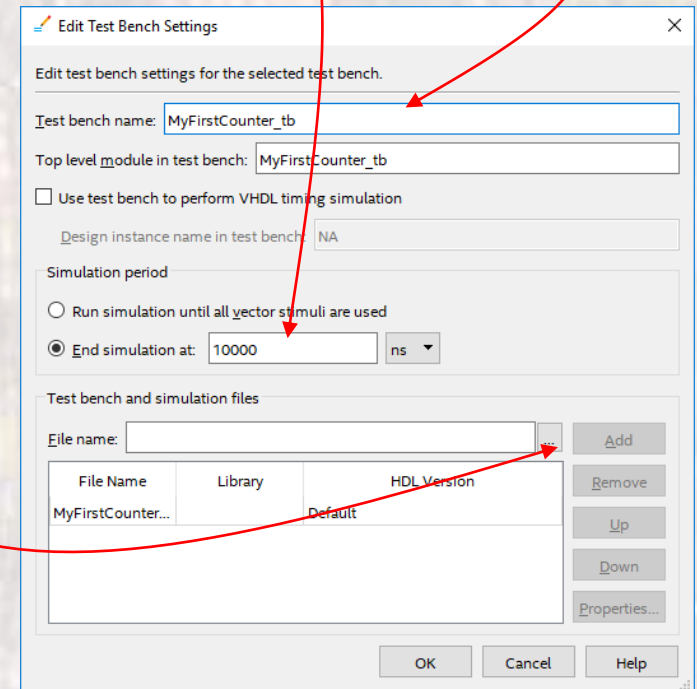 Edit Test Bench Settings
Edit test bench settings for the selected test bench.
Test bench name: MyFirstCounter_tb
Top level module in test bench: MyFirstCounter_tb
Use test bench to perform VHDL timing simulation
Design instance name in test bench: NA
Simulation period
Run simulation until all vector stimuli are used
End simulation at: 10000 ns
Test bench and simulation files
File name: ... Add
File Name Library HDL Version Remove
MyFirstCounter... Default
Up
Down
Properties...
OK Cancel Help